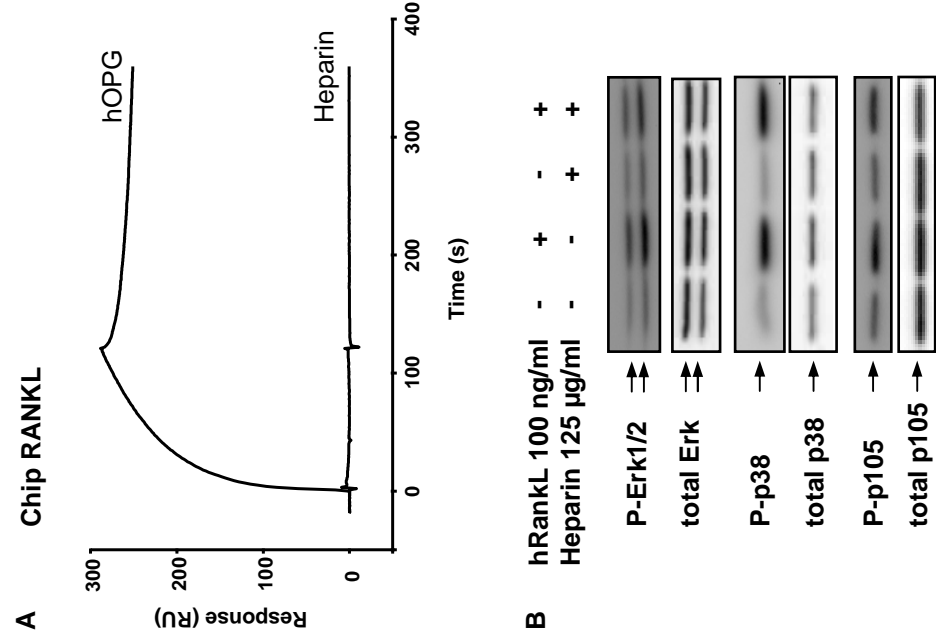 A
Chip RANKL
Response (RU)
300
200
100
0
hOPG
Heparin
0
100
200
300
400
Time (s)
B
hRankL 100 ng/ml - + - +
Heparin 125 µg/ml - - + +
P-Erk1/2
total Erk
P-p38
total p38
P-p105
total p105